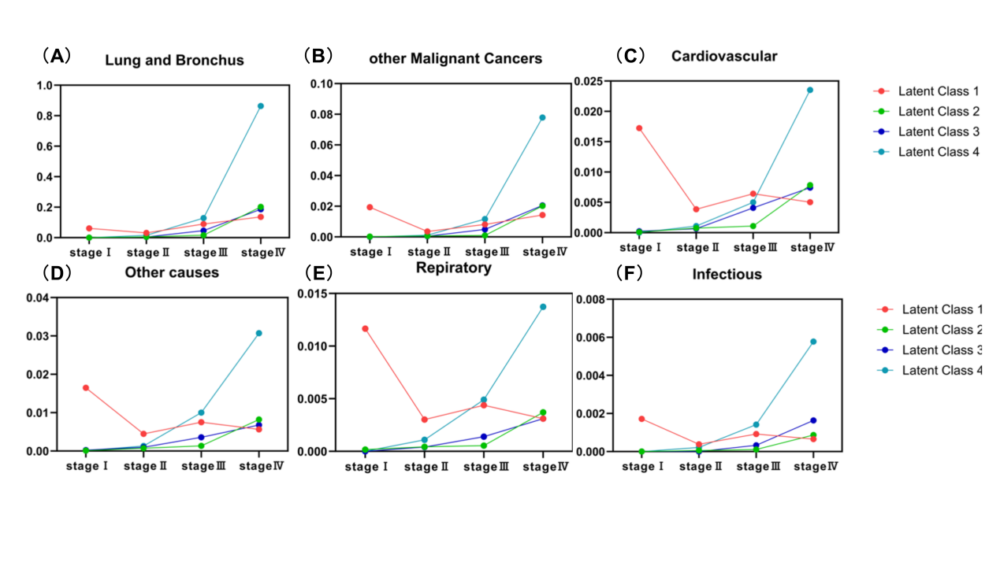 (A) Lung and Bronchus
1.0
0.8
0.6
0.4
0.2
0.0
stage I stage II stage III stage IV
(B) other Malignant Cancers
0.10
0.08
0.06
0.04
0.02
0.00
stage I stage II stage III stage IV
(C) Cardiovascular
0.025
0.020
0.015
0.010
0.005
0.000
stage I stage II stage III stage IV
Latent Class 1
Latent Class 2
Latent Class 3
Latent Class 4
(D) Other causes
0.04
0.03
0.02
0.01
0.00
stage I stage II stage III stage IV
(E) Repiratory
0.015
0.010
0.005
0.000
stage I stage II stage III stage IV
(F) Infectious
0.008
0.006
0.004
0.002
0.000
stage I stage II stage III stage IV
Latent Class 1
Latent Class 2
Latent Class 3
Latent Class 4